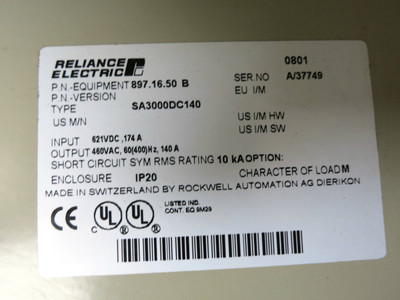 RELIANCE
ELECTRIC
0801
P.N.-EQUIPMENT 897.16.50 B SER.NO A/37749
P.N.-VERSION EU I/M
TYPE SA3000DC140
US M/N US I/M HW
US I/M SW
INPUT 621VDC ,174 A
OUTPUT 460VAC, 60(400)Hz, 140 A
SHORT CIRCUIT SYM RMS RATING 10 kA OPTION:
ENCLOSURE IP20 CHARACTER OF LOAD M
MADE IN SWITZERLAND BY ROCKWELL AUTOMATION AG DIERIKON
CE C UL ® UL ® LISTED IND.
CONT. EQ.9M29